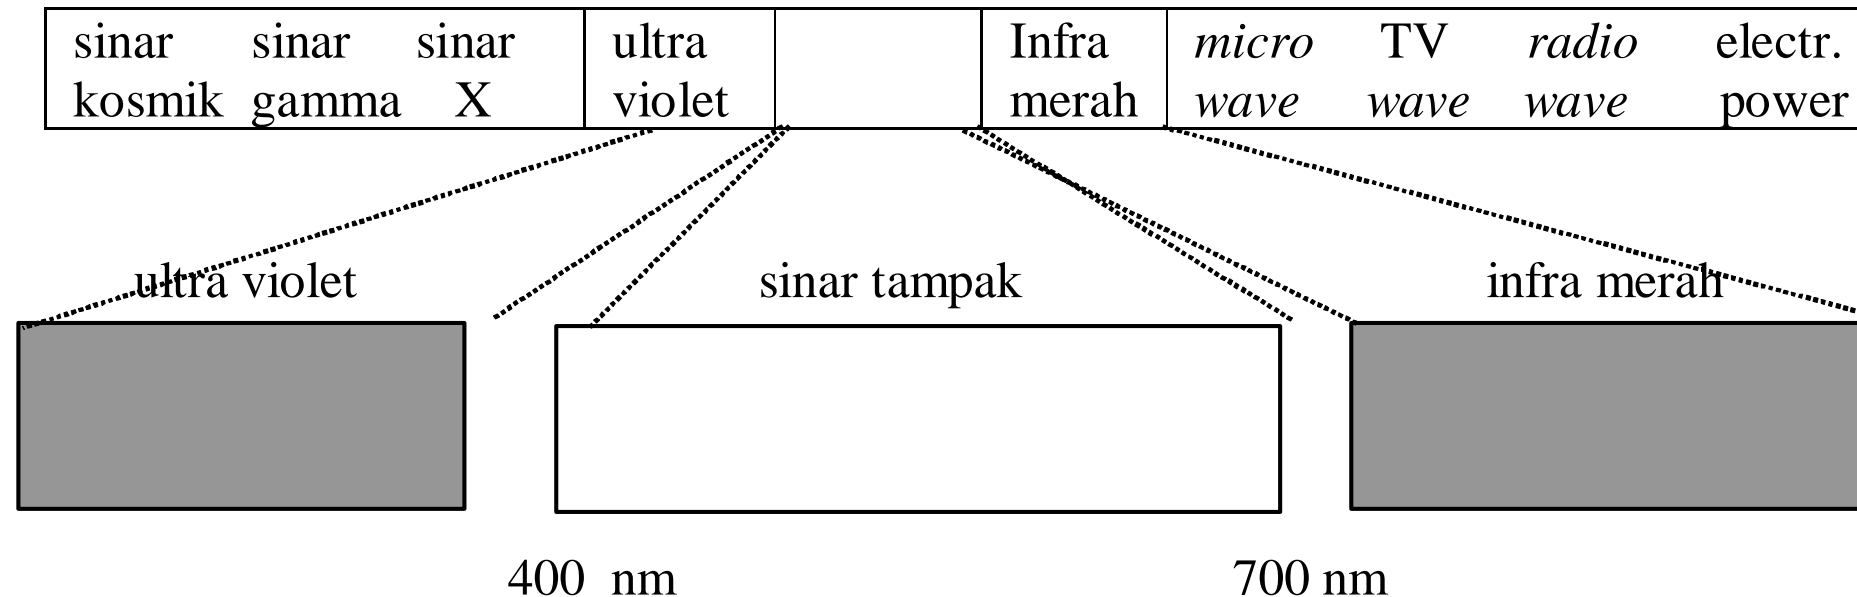 sinar sinar sinar ultra Infra micro TV radio electr.
kosmik gamma X violet merah wave wave wave power
ultra violet sinar tampak infra merah
400 nm 700 nm